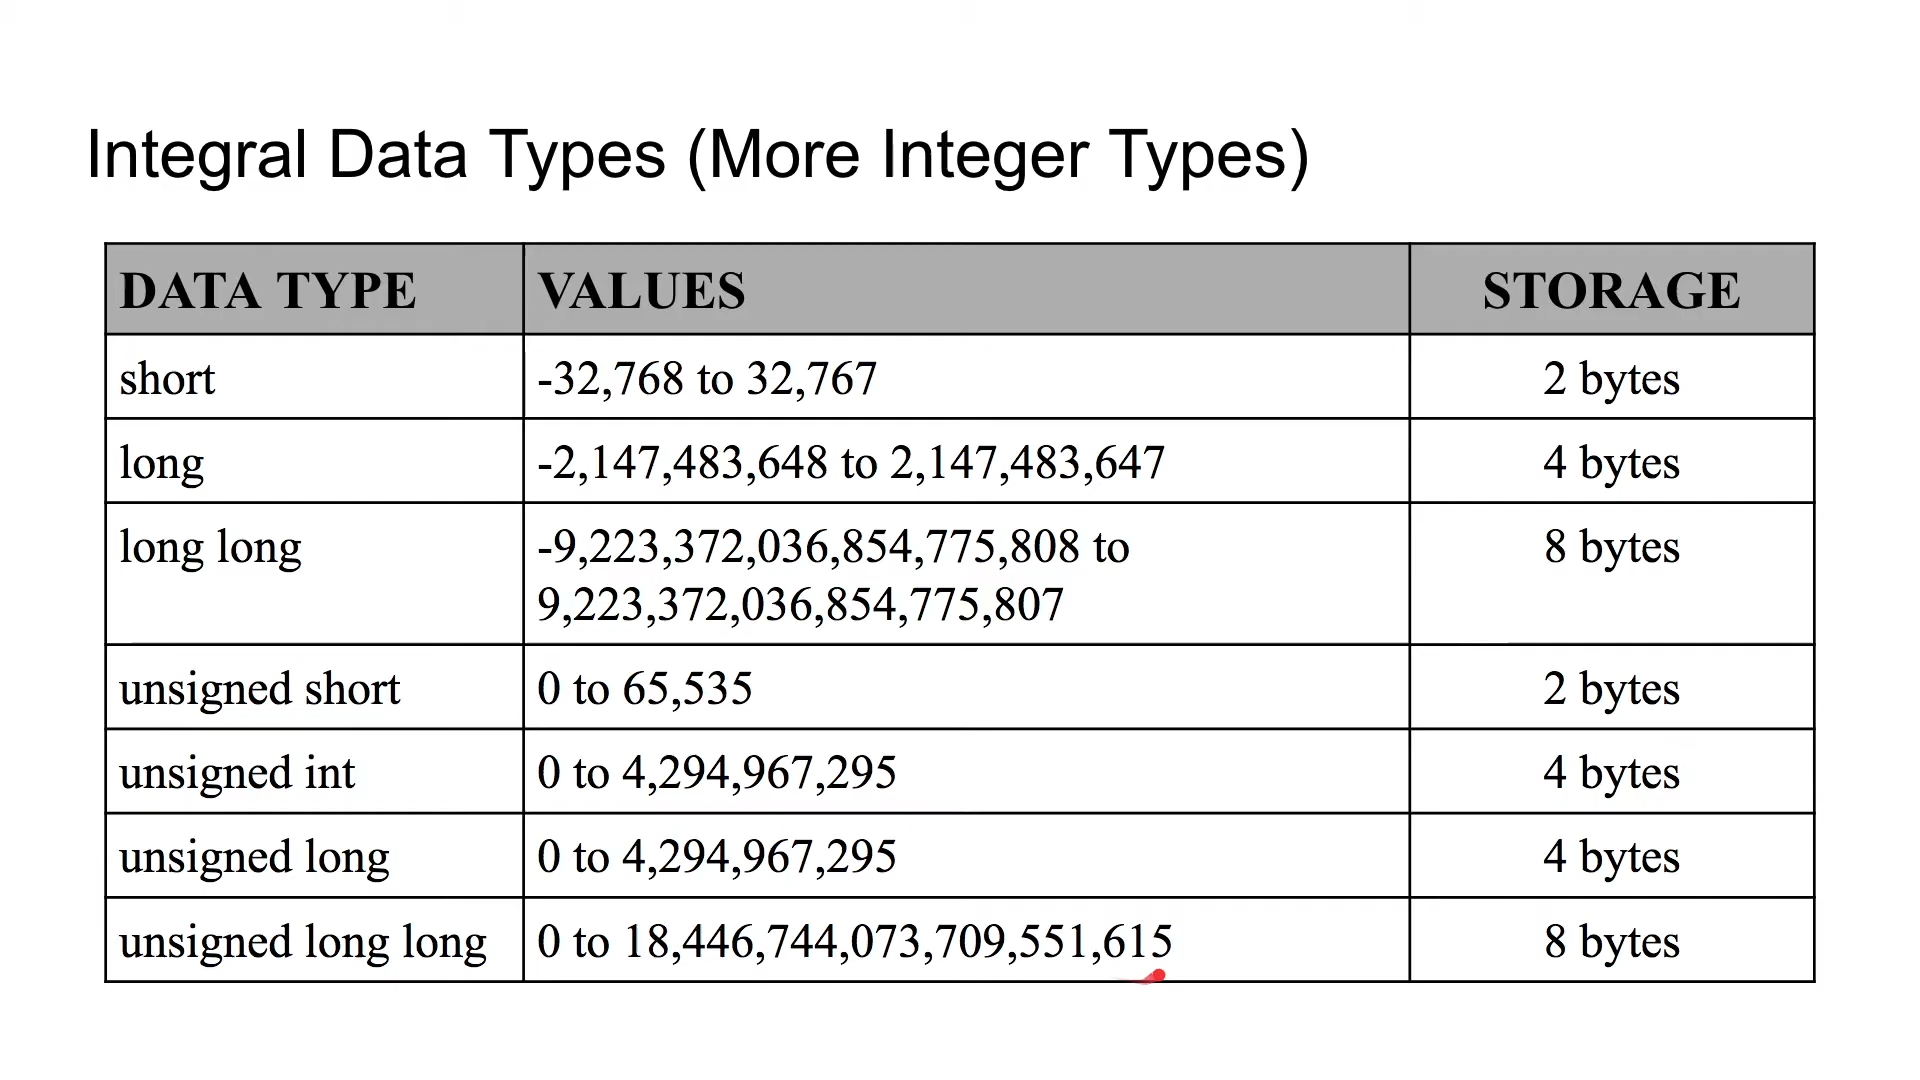 Integral Data Types (More Integer Types)
DATA TYPE VALUES STORAGE
short -32,768 to 32,767 2 bytes
long -2,147,483,648 to 2,147,483,647 4 bytes
long long -9,223,372,036,854,775,808 to 8 bytes
9,223,372,036,854,775,807
unsigned short 0 to 65,535 2 bytes
unsigned int 0 to 4,294,967,295 4 bytes
unsigned long 0 to 4,294,967,295 4 bytes
unsigned long long 0 to 18,446,744,073,709,551,615 8 bytes